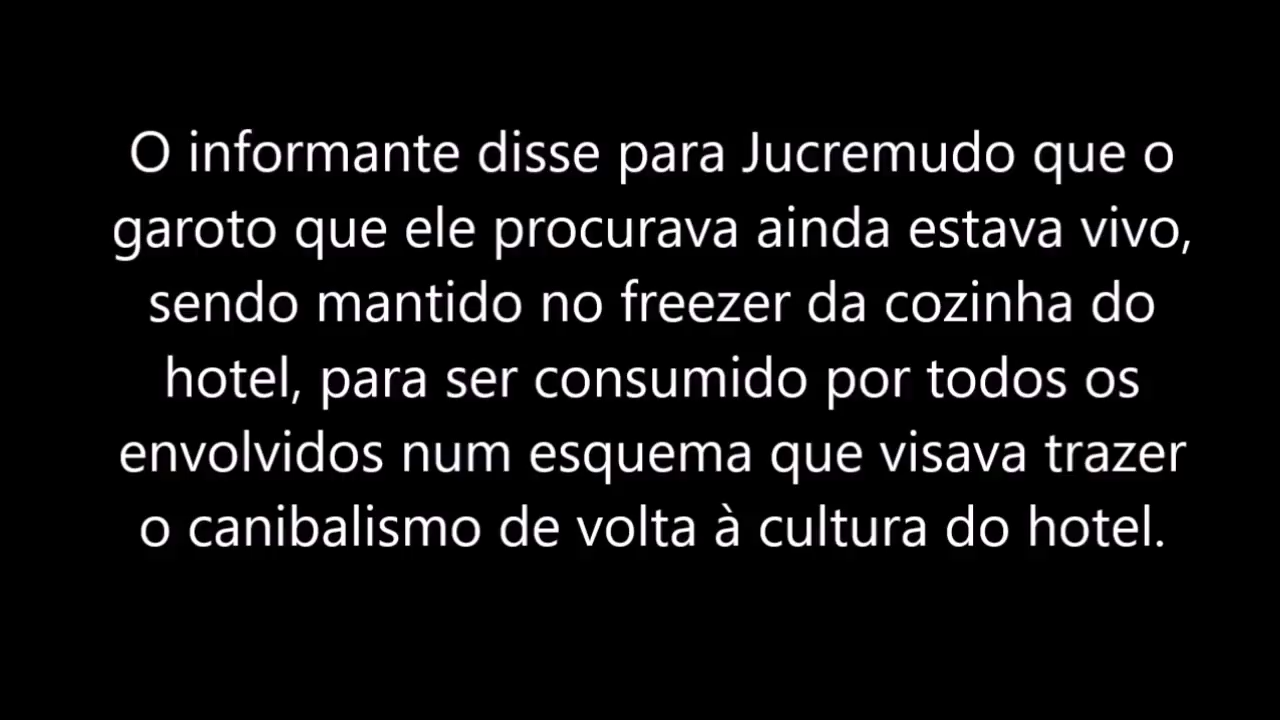 O informante disse para Jucremudo que o
garoto que ele procurava ainda estava vivo,
sendo mantido no freezer da cozinha do
hotel, para ser consumido por todos os
envolvidos num esquema que visava trazer
o canibalismo de volta à cultura do hotel.